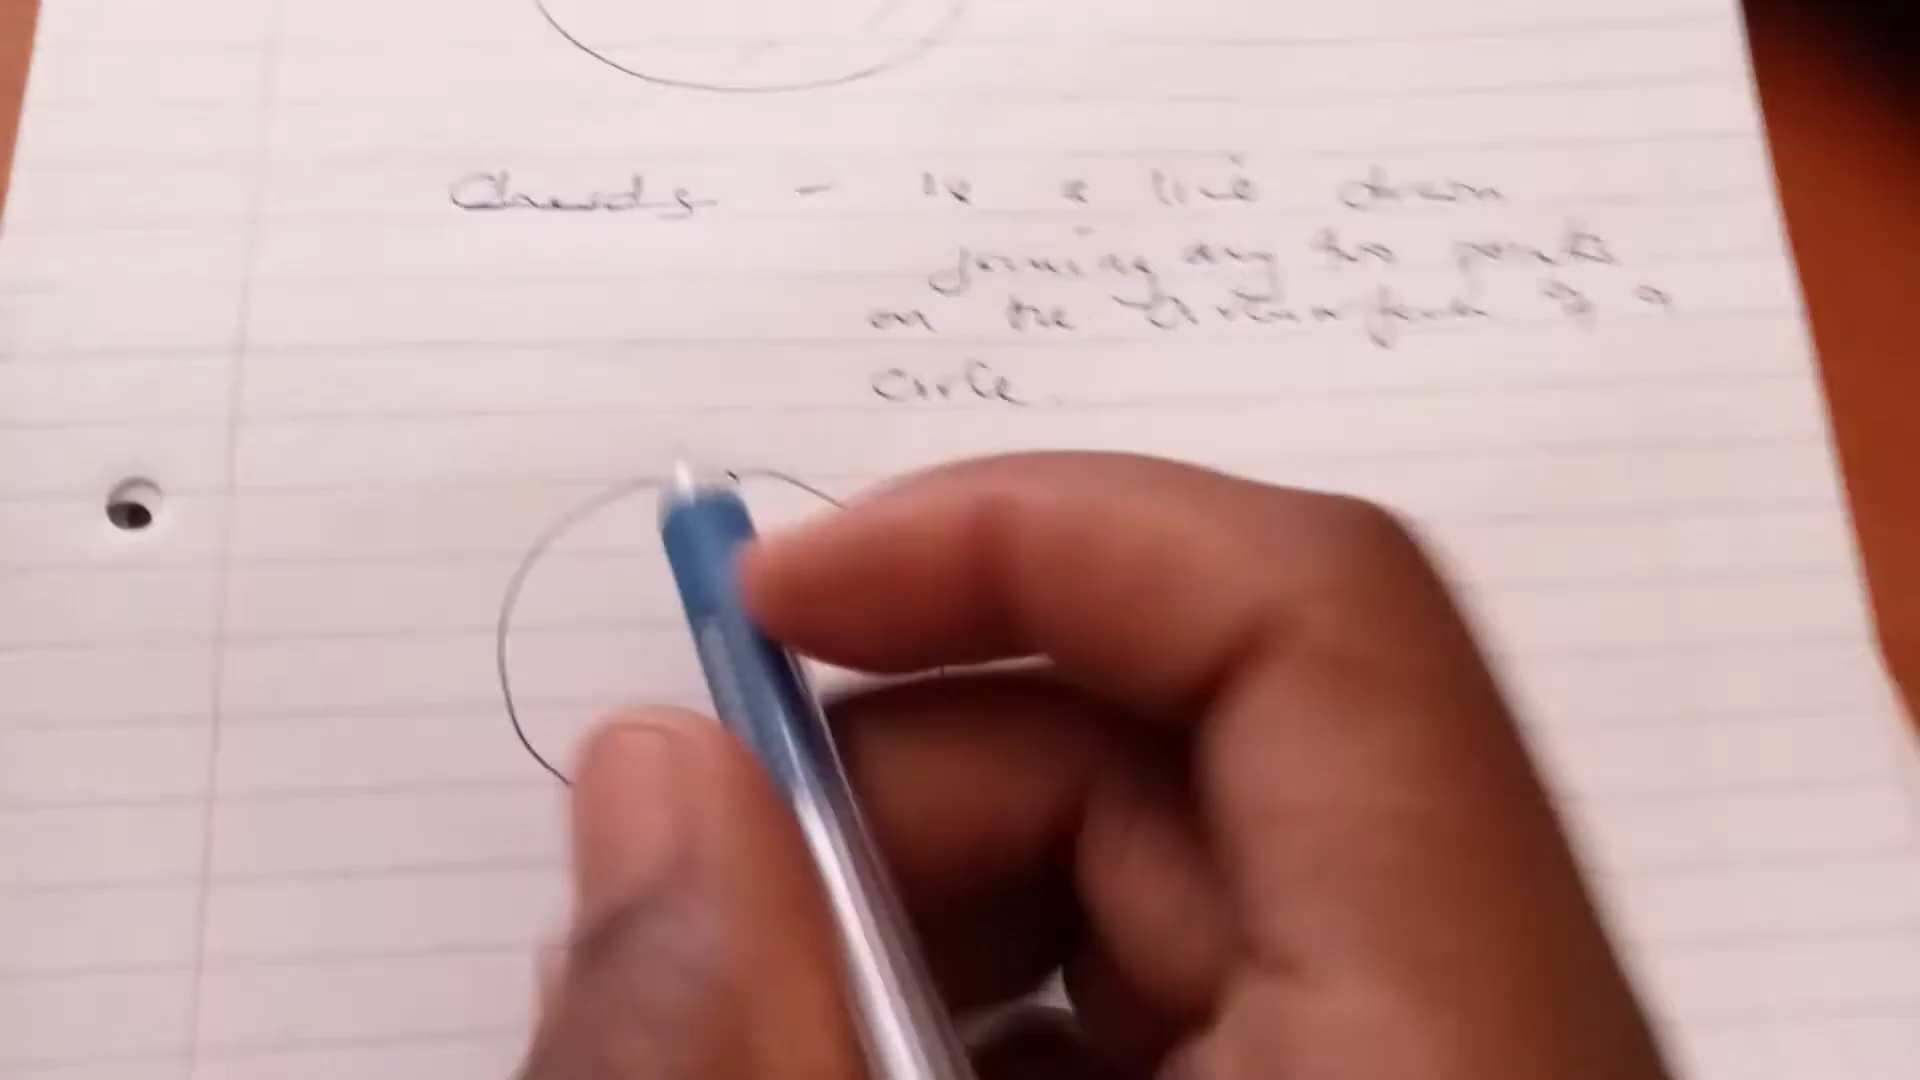 Chords - is a line drawn
joining any two points
on the circumference of a
circle.